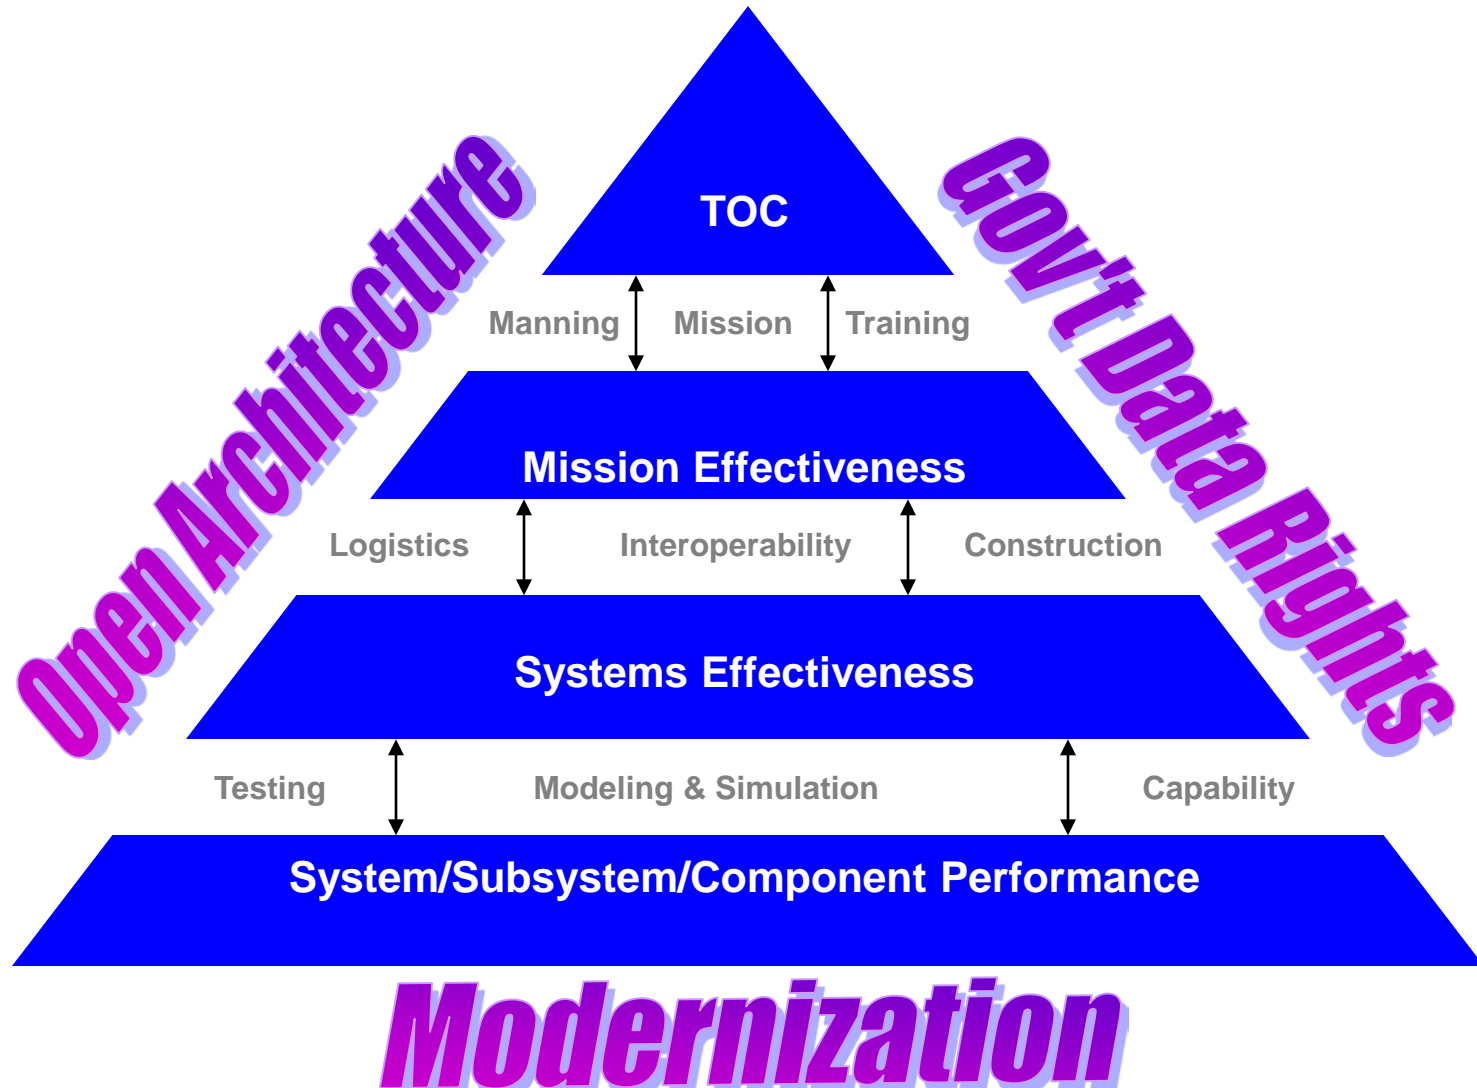 TOC
Open Architecture
Gov't Data Rights
Manning Mission Training
Mission Effectiveness
Logistics Interoperability Construction
Systems Effectiveness
Testing Modeling & Simulation Capability
System/Subsystem/Component Performance
Modernization